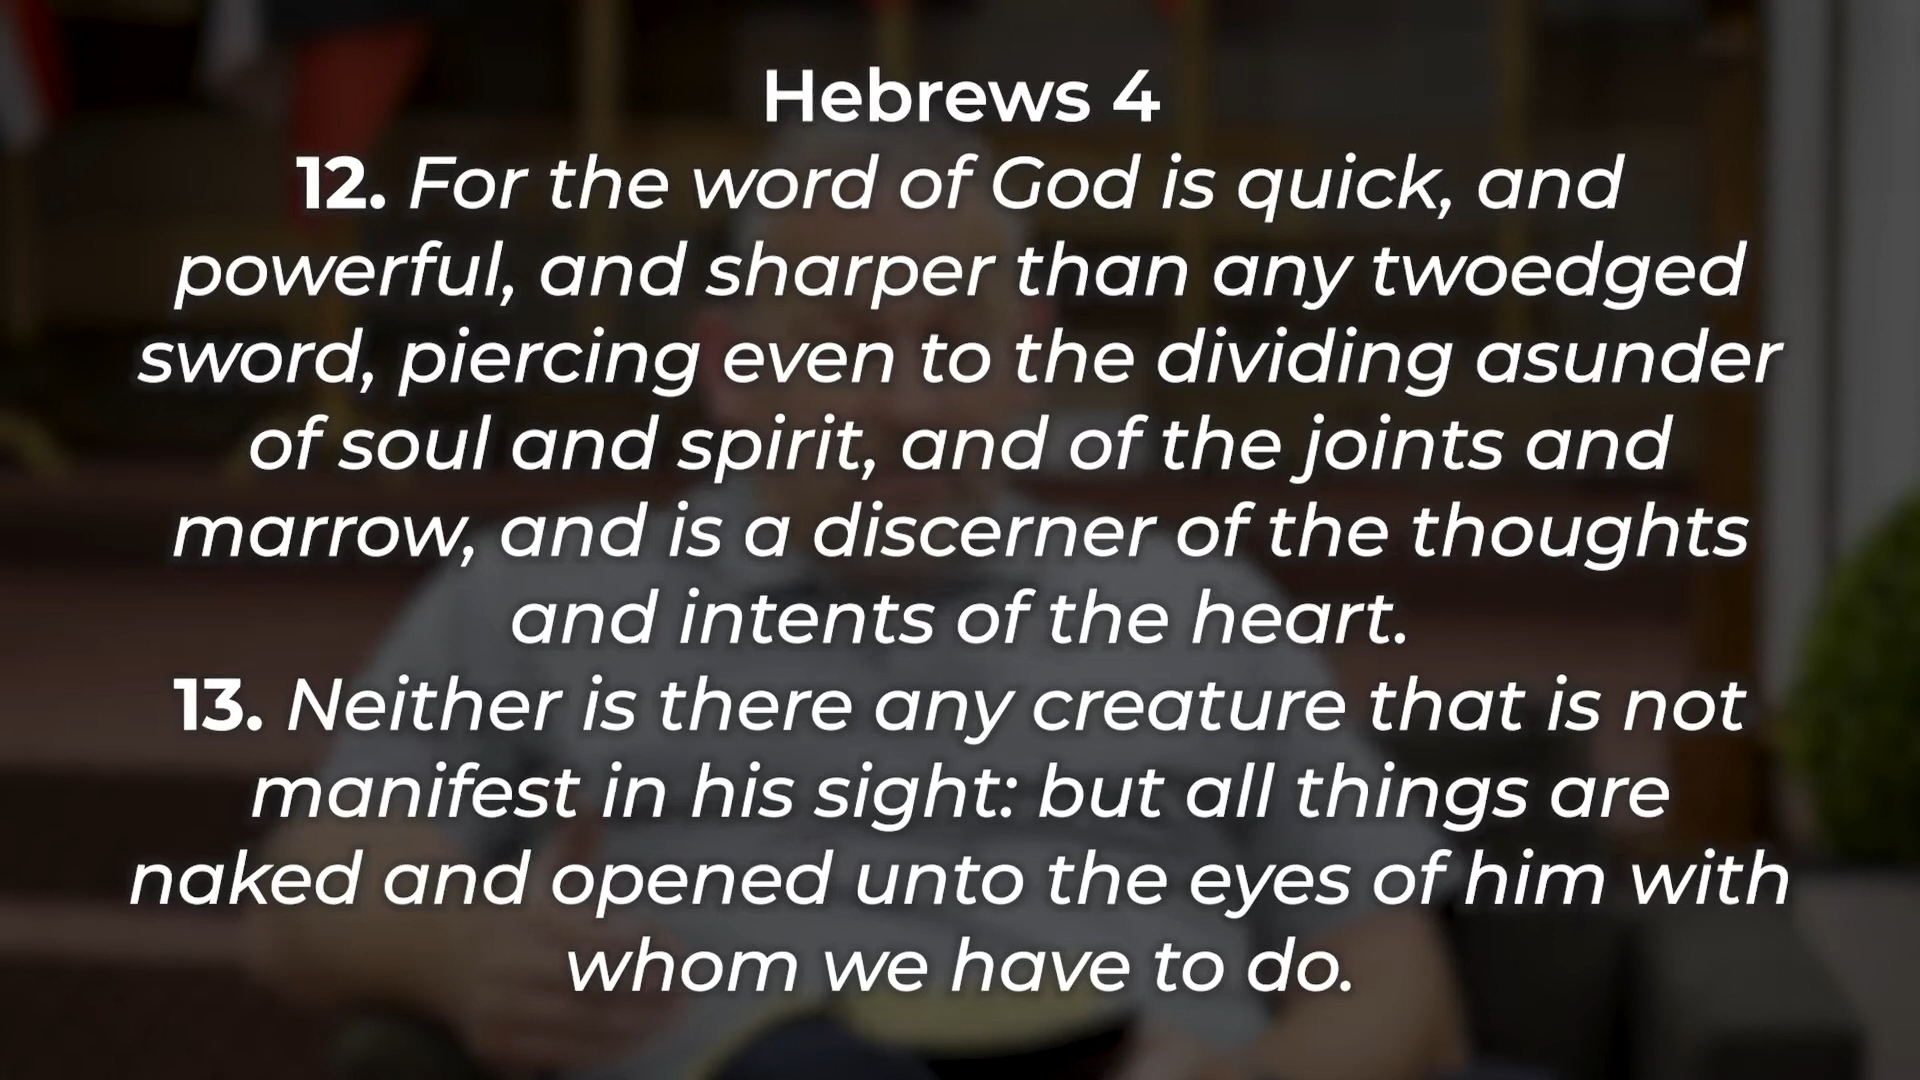 Hebrews 4
12. For the word of God is quick, and
powerful, and sharper than any twoedged
sword, piercing even to the dividing asunder
of soul and spirit, and of the joints and
marrow, and is a discerner of the thoughts
and intents of the heart.
13. Neither is there any creature that is not
manifest in his sight: but all things are
naked and opened unto the eyes of him with
whom we have to do.